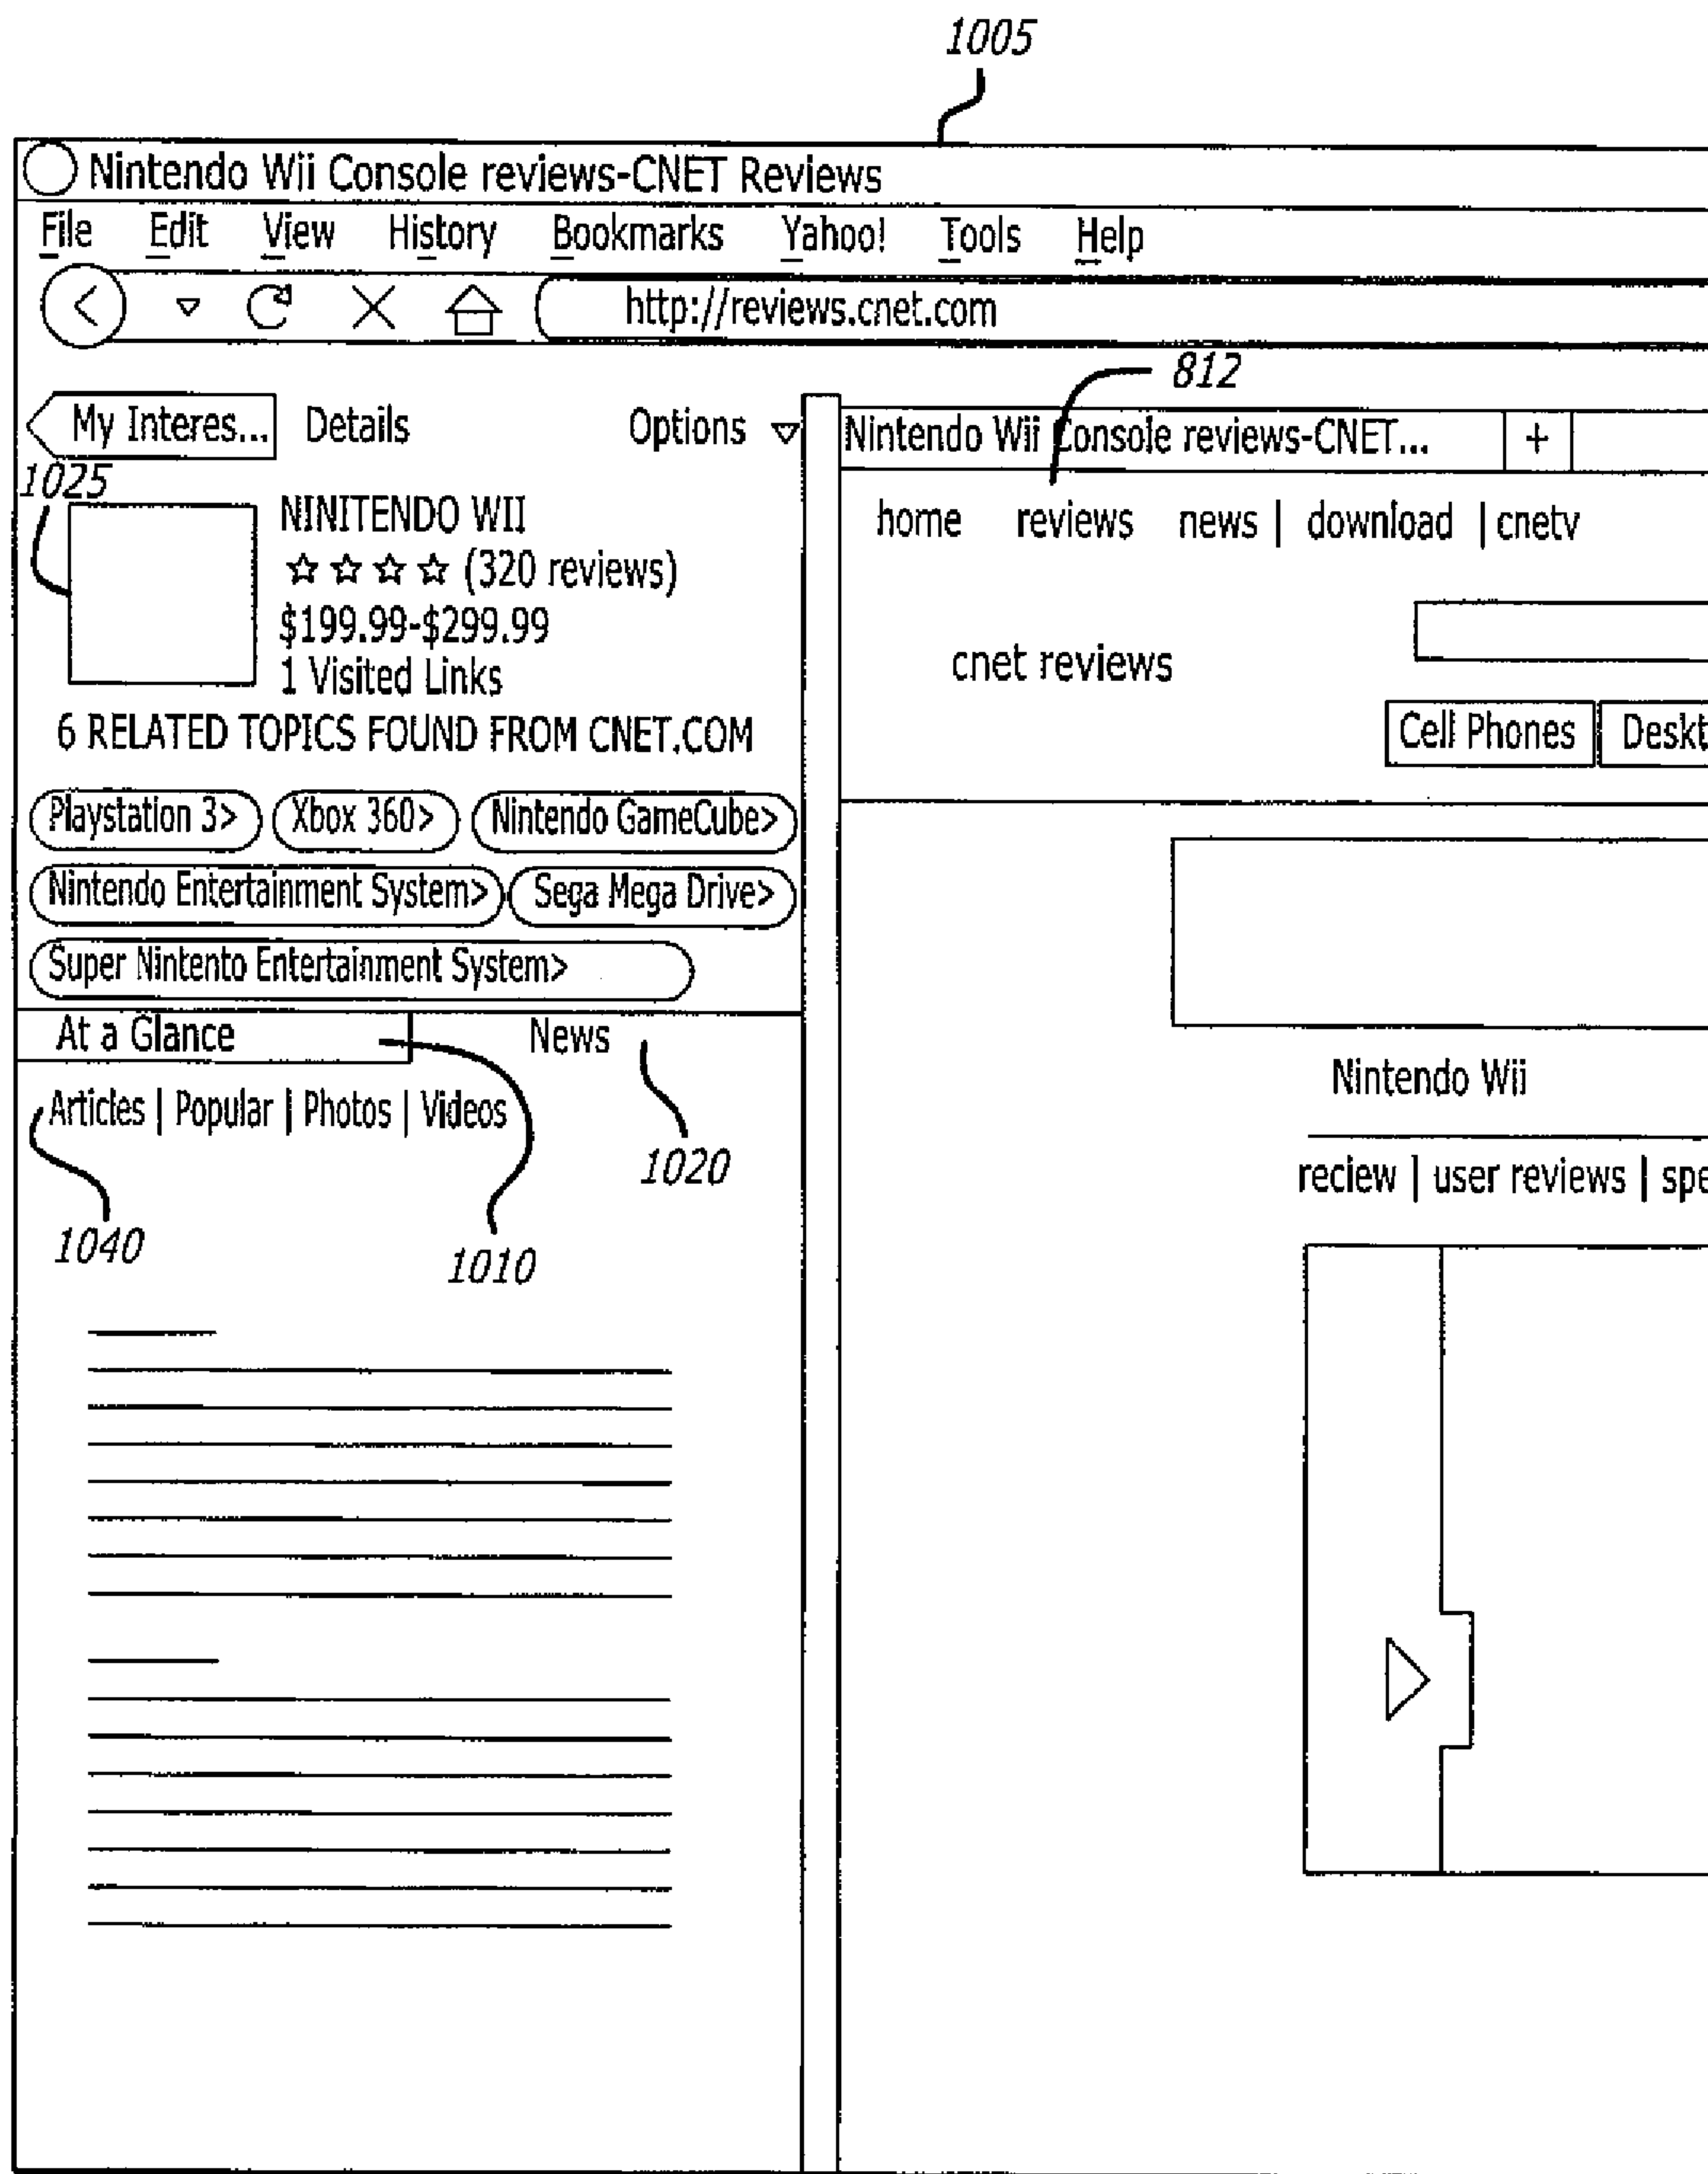 1005
Nintendo Wii Console reviews-CNET Reviews
File Edit View History Bookmarks Yahoo! Tools Help
http://reviews.cnet.com
812
My Interes... Details Options
Nintendo Wii Console reviews-CNET... +
1025
NINITENDO WII
☆☆☆☆ (320 reviews)
$199.99-$299.99
1 Visited Links
home reviews news | download | cnetv
cnet reviews
6 RELATED TOPICS FOUND FROM CNET.COM
Cell Phones Deskt
Playstation 3> Xbox 360> Nintendo GameCube>
Nintendo Entertainment System> Sega Mega Drive>
Super Nintento Entertainment System>
At a Glance News
Articles | Popular | Photos | Videos
1020
1040
1010
Nintendo Wii
reciew | user reviews | spe